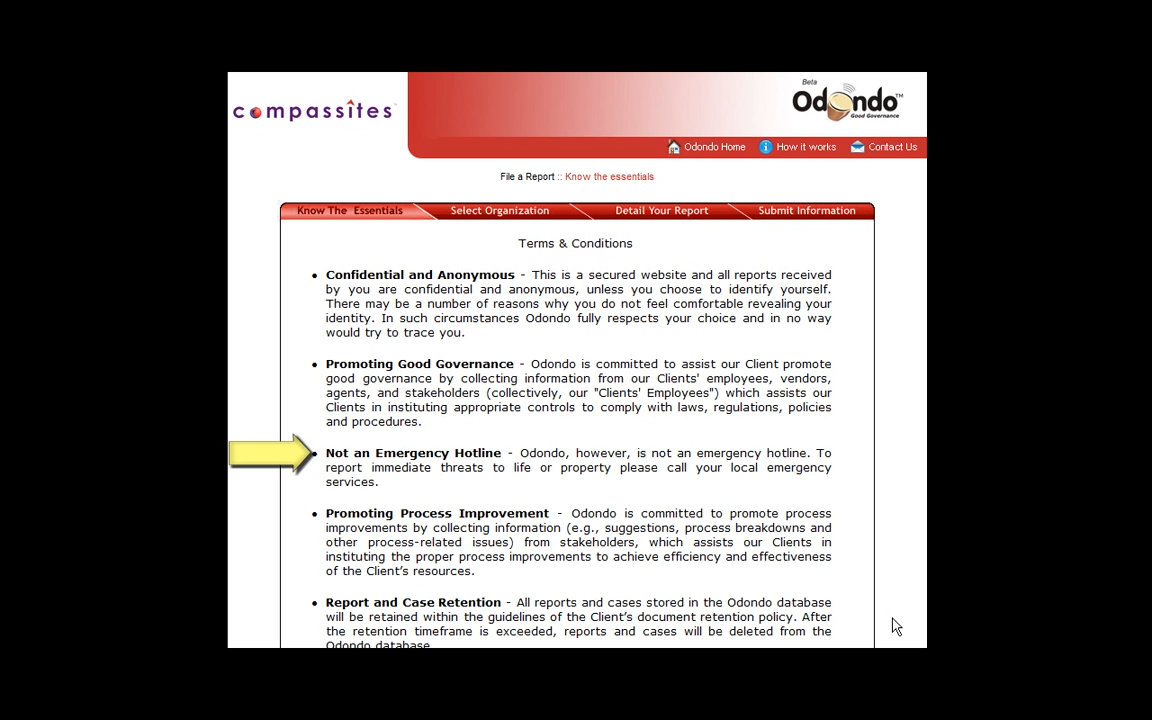 compassites
Beta
Odondo™
Good Governance
Odondo Home How it works Contact Us
File a Report :: Know the essentials
Know The Essentials Select Organization Detail Your Report Submit Information
Terms & Conditions
• Confidential and Anonymous - This is a secured website and all reports received
by you are confidential and anonymous, unless you choose to identify yourself.
There may be a number of reasons why you do not feel comfortable revealing your
identity. In such circumstances Odondo fully respects your choice and in no way
would try to trace you.
• Promoting Good Governance - Odondo is committed to assist our Client promote
good governance by collecting information from our Clients' employees, vendors,
agents, and stakeholders (collectively, our "Clients' Employees") which assists our
Clients in instituting appropriate controls to comply with laws, regulations, policies
and procedures.
• Not an Emergency Hotline - Odondo, however, is not an emergency hotline. To
report immediate threats to life or property please call your local emergency
services.
• Promoting Process Improvement - Odondo is committed to promote process
improvements by collecting information (e.g., suggestions, process breakdowns and
other process-related issues) from stakeholders, which assists our Clients in
instituting the proper process improvements to achieve efficiency and effectiveness
of the Client's resources.
• Report and Case Retention - All reports and cases stored in the Odondo database
will be retained within the guidelines of the Client's document retention policy. After
the retention timeframe is exceeded, reports and cases will be deleted from the
Odondo database.